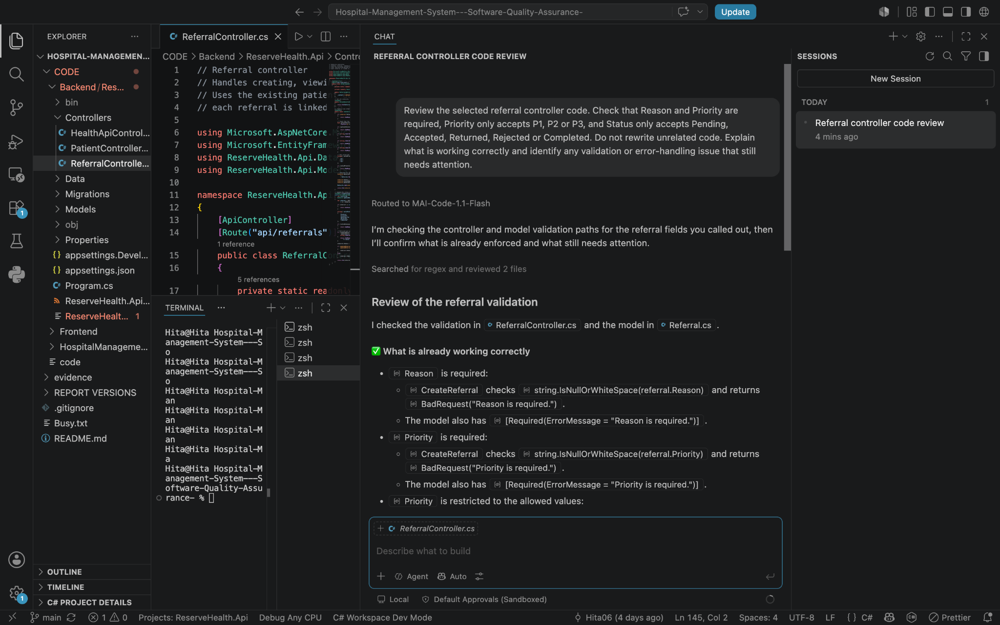 Hospital-Management-System---Software-Quality-Assurance-
Update
EXPLORER
HOSPITAL-MANAGEMEN...
CODE
Backend/Res...
bin
Controllers
HealthApiControl...
PatientController...
ReferralControlle...
Data
Migrations
Models
obj
Properties
appsettings.Devel...
appsettings.json
Program.cs
ReserveHealth.Api...
ReserveHealt... 1
Frontend
HospitalManageme...
code
evidence
REPORT VERSIONS
.gitignore
Busy.txt
README.md
OUTLINE
TIMELINE
C# PROJECT DETAILS
1
1
ReferralController.cs
CODE > Backend > ReserveHealth.Api > Contro
1 // Referral controller
2 // Handles creating, viewi
3 // Uses the existing patien
4 // each referral is linked
5
6 using Microsoft.AspNetCore.M
7 using Microsoft.EntityFramew
8 using ReserveHealth.Api.Data
9 using ReserveHealth.Api.Mode
10
11 namespace ReserveHealth.Api
12 {
13 [ApiController]
14 [Route("api/referrals")]
1 reference
15 public class ReferralCon
16 {
5 references
17 private static readonly
TERMINAL
Hita@Hita Hospital-M
anagement-System---S
o
Hita@Hita Hospital-M
anagement-System---S
o
Hita@Hita Hospital-M
an
Hita@Hita Hospital-M
an
Hita@Hita Hospital-M
an
Hita@Hita Hospital-M
a
Hita@Hita Hospital-M
anagement-System---S
oftware-Quality-Assu
rance- %
zsh
zsh
zsh
zsh
CHAT
REFERRAL CONTROLLER CODE REVIEW
Review the selected referral controller code. Check that Reason and Priority are
required, Priority only accepts P1, P2 or P3, and Status only accepts Pending,
Accepted, Returned, Rejected or Completed. Do not rewrite unrelated code. Explain
what is working correctly and identify any validation or error-handling issue that still
needs attention.
Routed to MAI-Code-1.1-Flash
I'm checking the controller and model validation paths for the referral fields you called out, then
I'll confirm what is already enforced and what still needs attention.
Searched for regex and reviewed 2 files
Review of the referral validation
I checked the validation in ReferralController.cs and the model in Referral.cs .
✅ What is already working correctly
• Reason is required:
◦ CreateReferral checks string.IsNullOrWhiteSpace(referral.Reason) and returns
BadRequest("Reason is required.") .
◦ The model also has [Required(ErrorMessage = "Reason is required.")] .
• Priority is required:
◦ CreateReferral checks string.IsNullOrWhiteSpace(referral.Priority) and returns
BadRequest("Priority is required.") .
◦ The model also has [Required(ErrorMessage = "Priority is required.")] .
• Priority is restricted to the allowed values:
ReferralController.cs
Describe what to build
Agent Auto
Local Default Approvals (Sandboxed)
SESSIONS
New Session
TODAY 1
Referral controller code review
4 mins ago
main 1 0 Projects: ReserveHealth.Api Debug Any CPU C# Workspace Dev Mode Hita06 (4 days ago) Ln 145, Col 2 Spaces: 4 UTF-8 LF {} C# Prettier